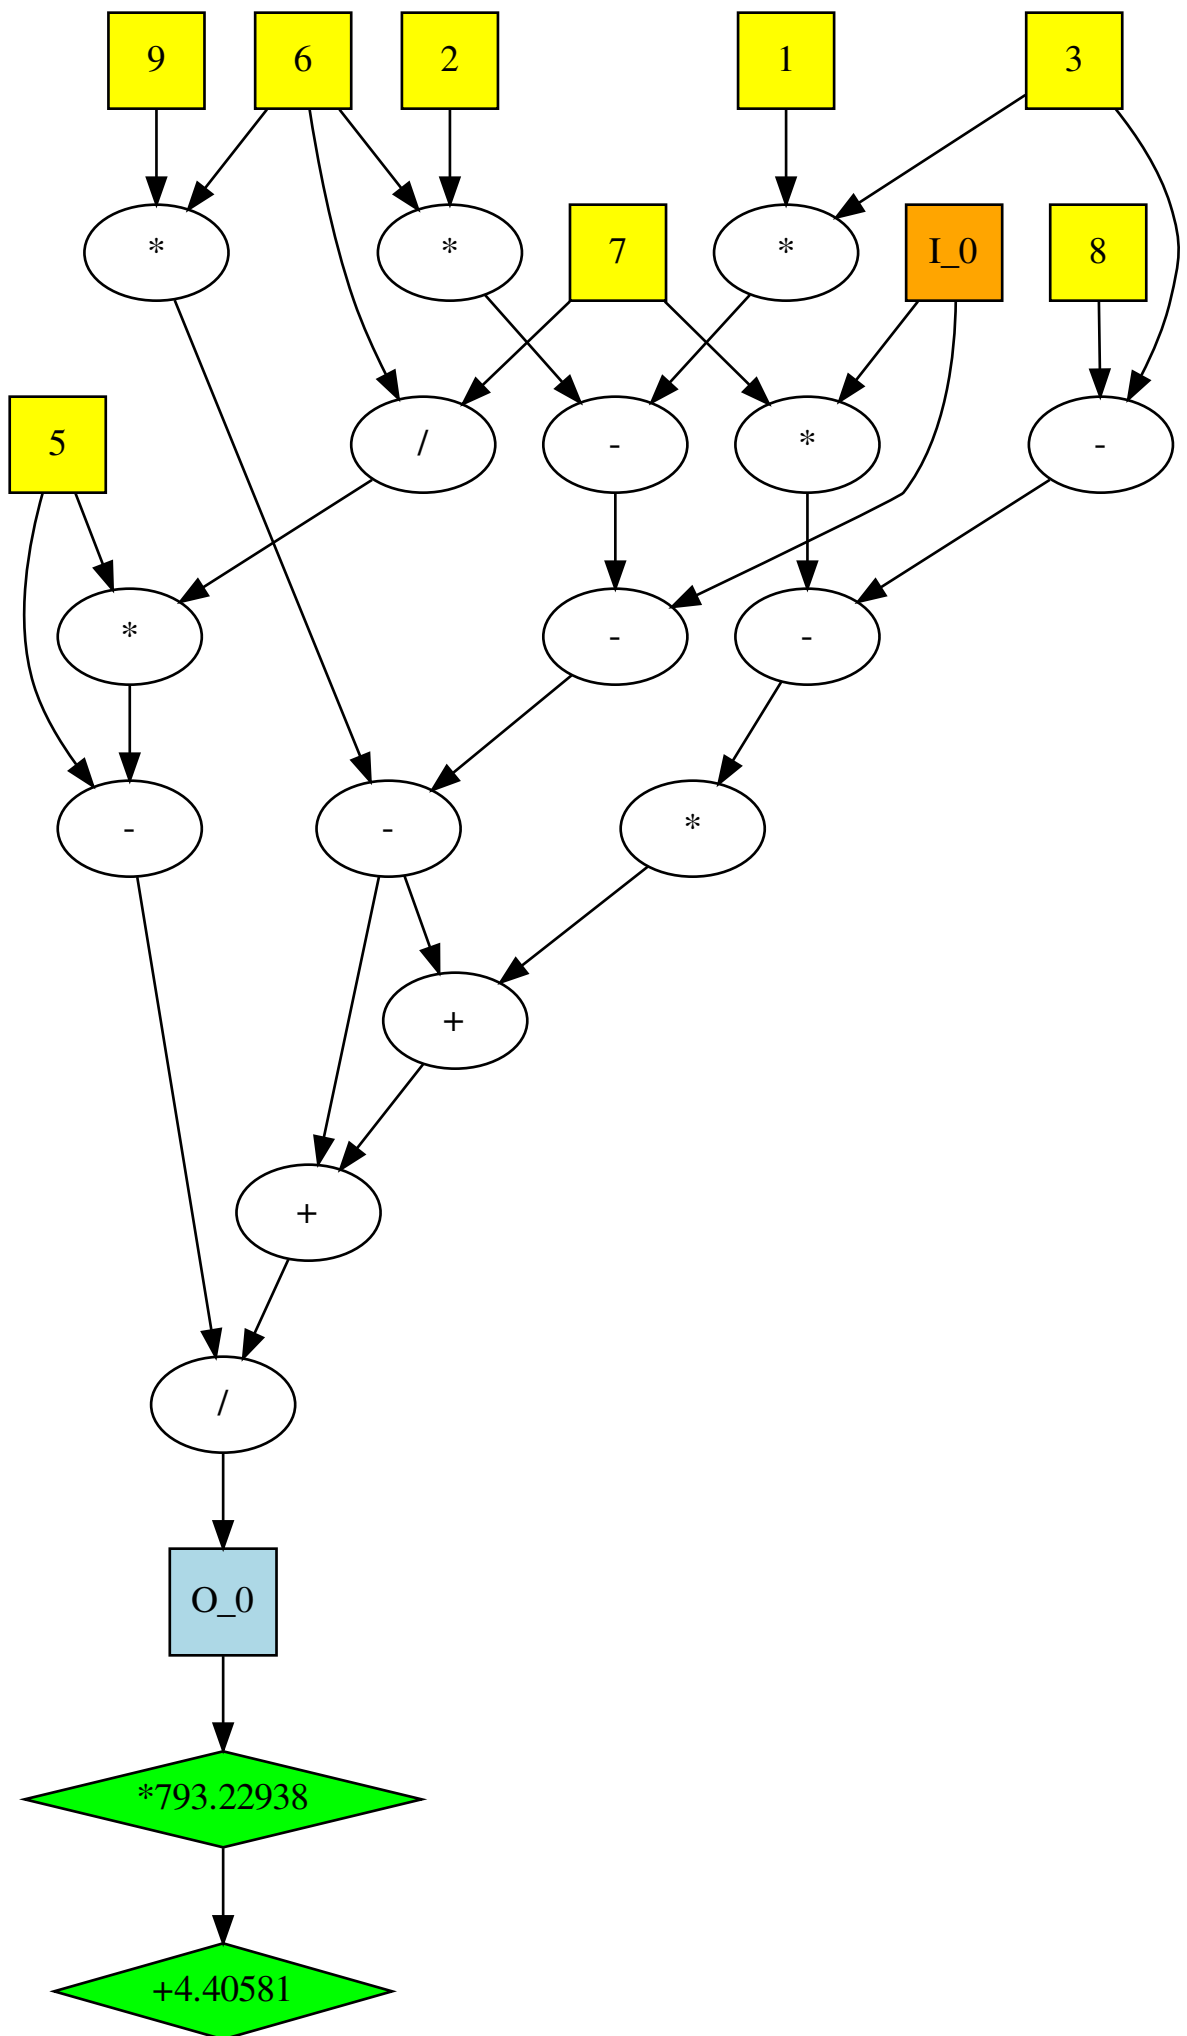 9 6 2 1 3
* * 7 * I_0 8
5 / - * -
* - -
- - *
+
+
/
O_0
*793.22938
+4.40581